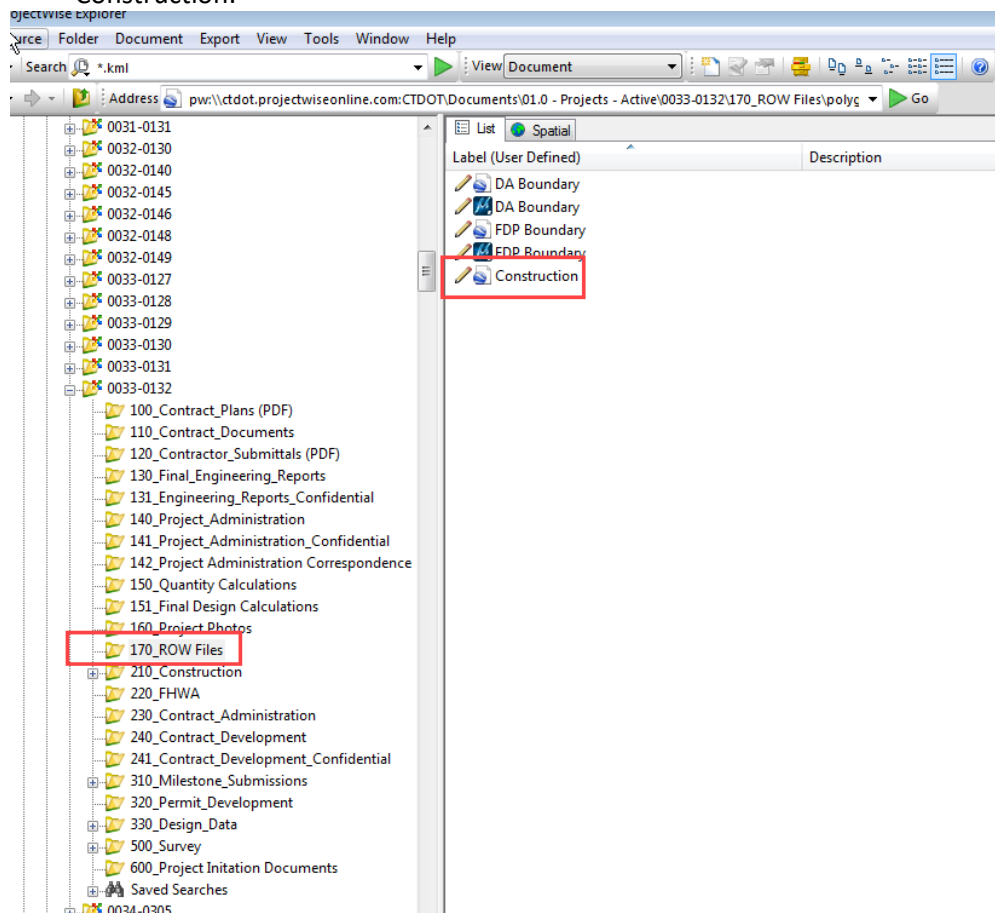 Construction.
ojectWise Explorer
urce Folder Document Export View Tools Window Help
Search *.kml View Document
Address pw:\\ctdot.projectwiseonline.com:CTDOT\Documents\01.0 - Projects - Active\0033-0132\170_ROW Files\polyg Go
0031-0131
0032-0130
0032-0140
0032-0145
0032-0146
0032-0148
0032-0149
0033-0127
0033-0128
0033-0129
0033-0130
0033-0131
0033-0132
100_Contract_Plans (PDF)
110_Contract_Documents
120_Contractor_Submittals (PDF)
130_Final_Engineering_Reports
131_Engineering_Reports_Confidential
140_Project_Administration
141_Project_Administration_Confidential
142_Project Administration Correspondence
150_Quantity Calculations
151_Final Design Calculations
160_Project Photos
170_ROW Files
210_Construction
220_FHWA
230_Contract_Administration
240_Contract_Development
241_Contract_Development_Confidential
310_Milestone_Submissions
320_Permit_Development
330_Design_Data
500_Survey
600_Project Initation Documents
Saved Searches
0034-0305
List Spatial
Label (User Defined) Description
DA Boundary
DA Boundary
FDP Boundary
FDP Boundary
Construction